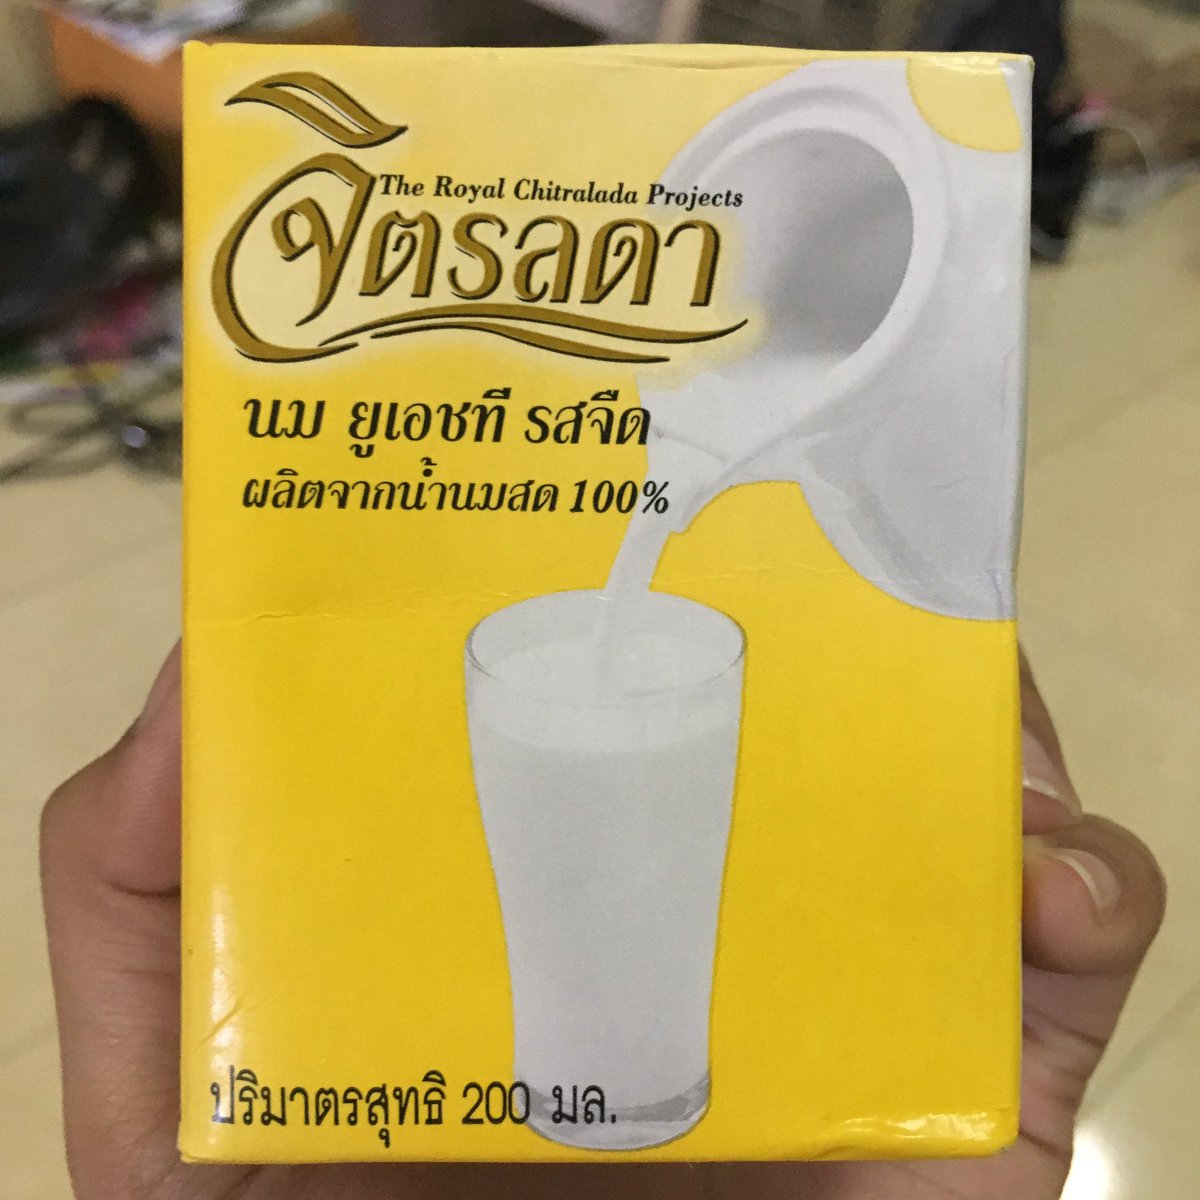 The Royal Chitralada Projects
จิตรลดา
นม ยูเอชที รสจืด
ผลิตจากน้ำนมสด 100%
ปริมาตรสุทธิ 200 มล.